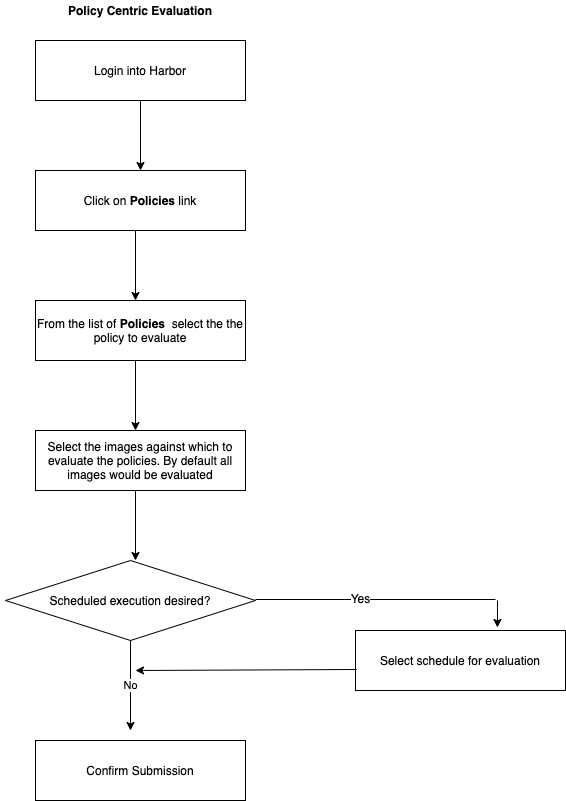 Policy Centric Evaluation
Login into Harbor
Click on Policies link
From the list of Policies  select the the
policy to evaluate
Select the images against which to
evaluate the policies. By default all
images would be evaluated
Scheduled execution desired?
Yes
Select schedule for evaluation
No
Confirm Submission